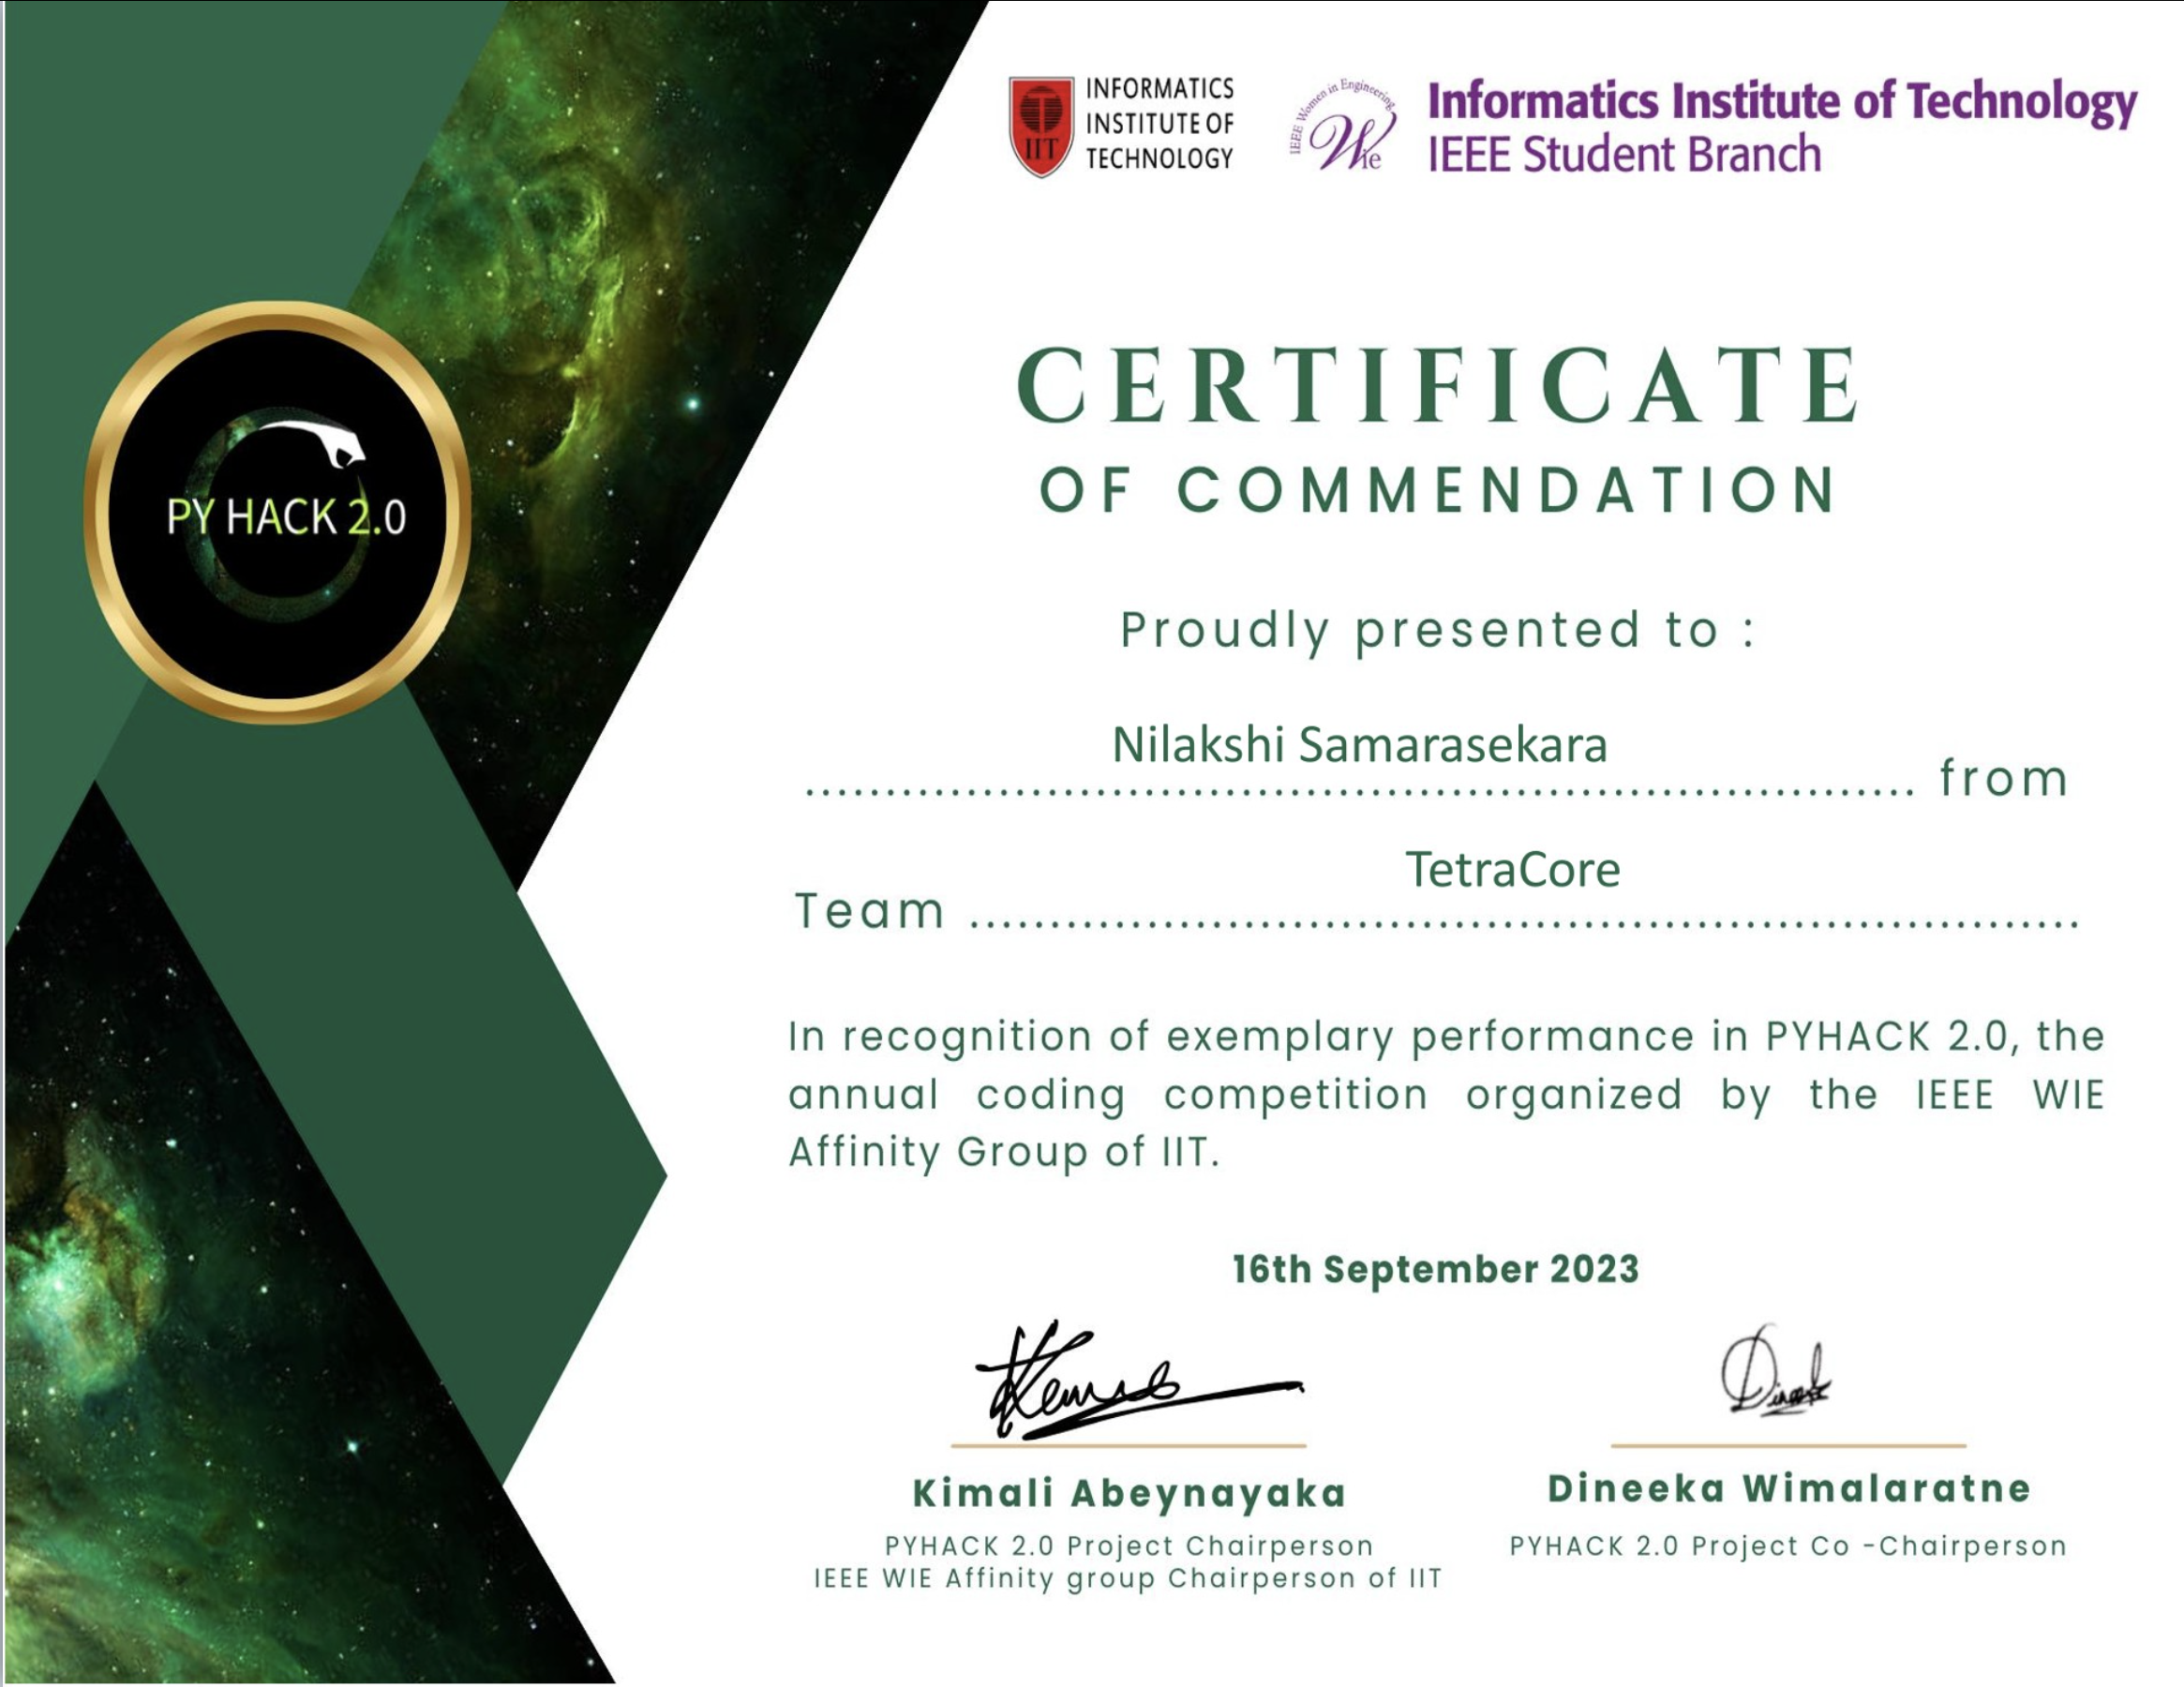 INFORMATICS
INSTITUTE OF
TECHNOLOGY
IIT
IEEE Women in Engineering
Wie
Informatics Institute of Technology
IEEE Student Branch
PY HACK 2.0
CERTIFICATE
OF COMMENDATION
Proudly presented to :
Nilakshi Samarasekara
from
TetraCore
Team
In recognition of exemplary performance in PYHACK 2.0, the
annual coding competition organized by the IEEE WIE
Affinity Group of IIT.
16th September 2023
Kimali Abeynayaka
PYHACK 2.0 Project Chairperson
IEEE WIE Affinity group Chairperson of IIT
Dineeka Wimalaratne
PYHACK 2.0 Project Co -Chairperson